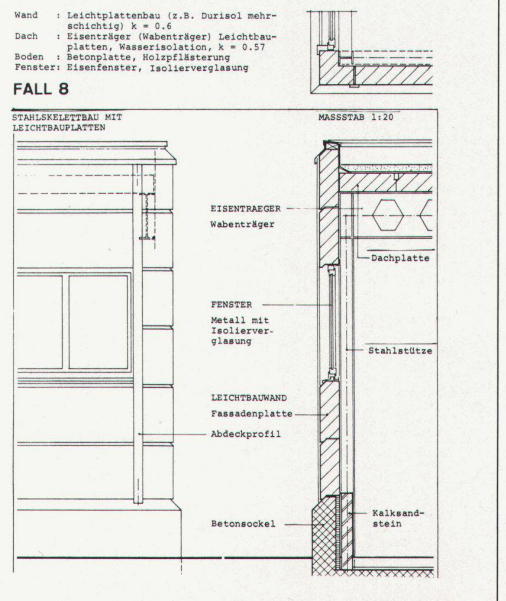 Wand : Leichtplattenbau (z.B. Durisol mehr-
schichtig) k = 0.6
Dach : Eisenträger (Wabenträger) Leichtbau-
platten, Wasserisolation, k = 0.57
Boden : Betonplatte, Holzpflästerung
Fenster: Eisenfenster, Isolierverglasung
FALL 8
STAHLSKELETTBAU MIT
LEICHTBAUPLATTEN
MASSSTAB 1:20
EISENTRAEGER
Wabenträger
Dachplatte
FENSTER
Metall mit
Isolierver-
glasung
Stahlstütze
LEICHTBAUWAND
Fassadenplatte
Abdeckprofil
Betonsockel
Kalksand-
stein